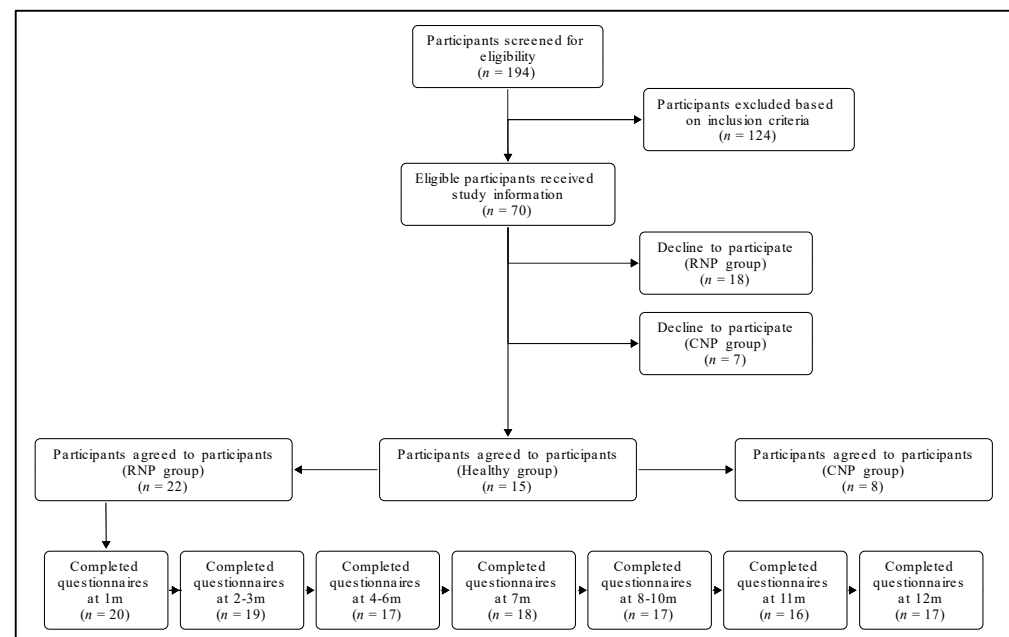 Participants screened for
eligibility
(n = 194)
Participants excluded based
on inclusion criteria
(n = 124)
Eligible participants received
study information
(n = 70)
Decline to participate
(RNP group)
(n = 18)
Decline to participate
(CNP group)
(n = 7)
Participants agreed to participants
(RNP group)
(n = 22)
Participants agreed to participants
(Healthy group)
(n = 15)
Participants agreed to participants
(CNP group)
(n = 8)
Completed
questionnaires
at 1m
(n = 20)
Completed
questionnaires
at 2-3m
(n = 19)
Completed
questionnaires
at 4-6m
(n = 17)
Completed
questionnaires
at 7m
(n = 18)
Completed
questionnaires
at 8-10m
(n = 17)
Completed
questionnaires
at 11m
(n = 16)
Completed
questionnaires
at 12m
(n = 17)